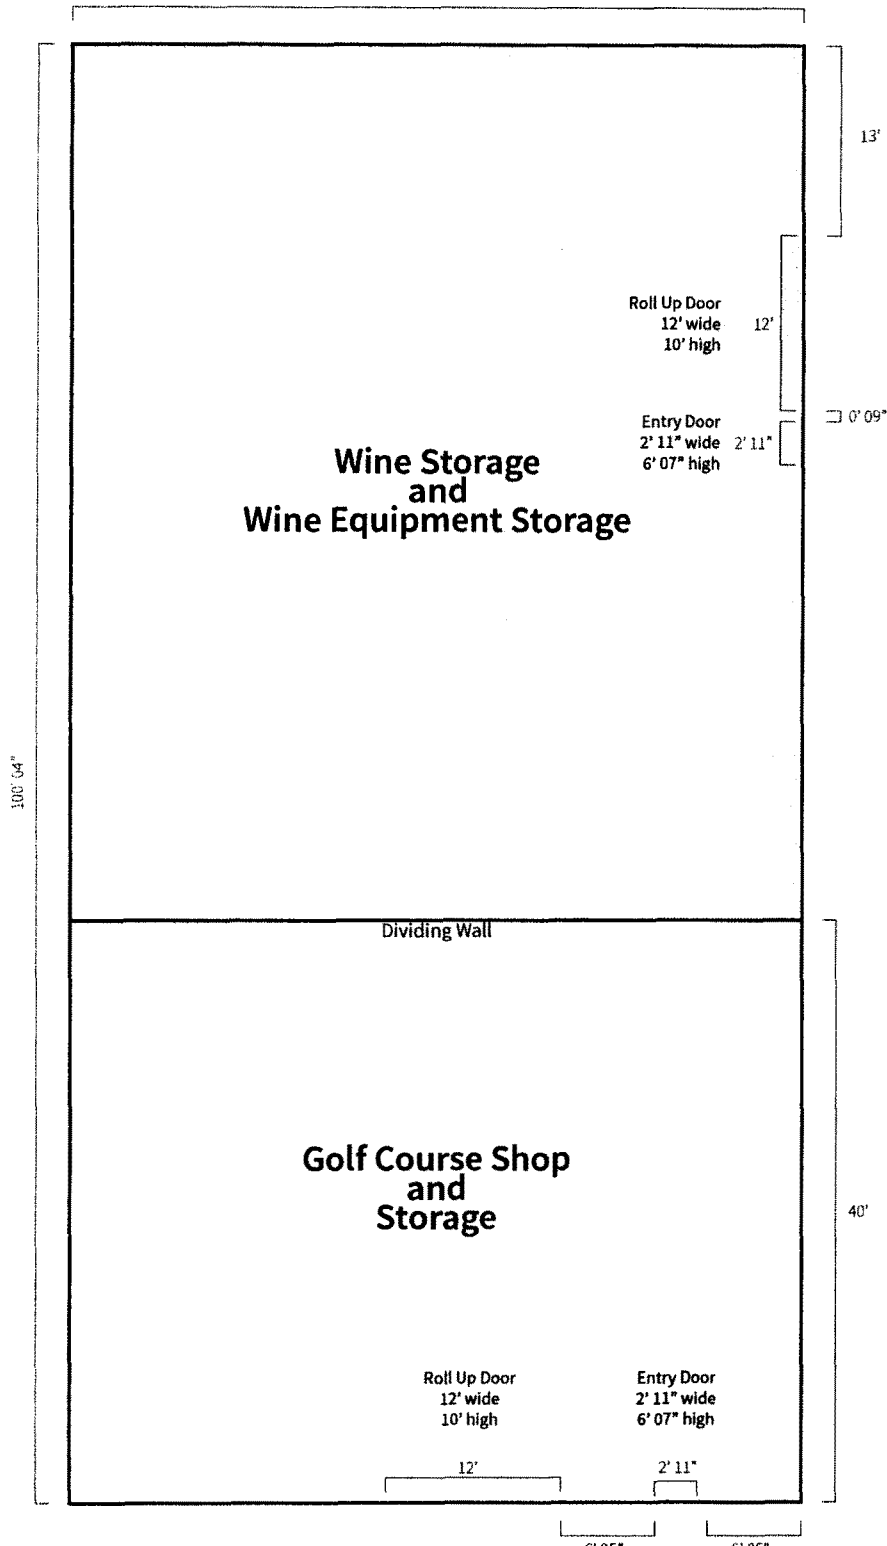 13'
Roll Up Door
12' wide
10' high
12'
0' 09"
Entry Door
2' 11" wide
6' 07" high
2' 11"
Wine Storage
and
Wine Equipment Storage
100' 04"
Dividing Wall
Golf Course Shop
and
Storage
40'
Roll Up Door
12' wide
10' high
Entry Door
2' 11" wide
6' 07" high
12'
2' 11"